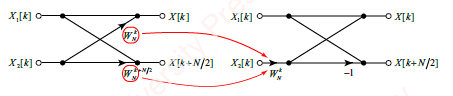 X₁[k] X[k] X₁[k] X[k]
W_N^k
X₂[k] X[k+N/2] X₂[k] X[k+N/2]
W_N^{k+N/2} W_N^k −1